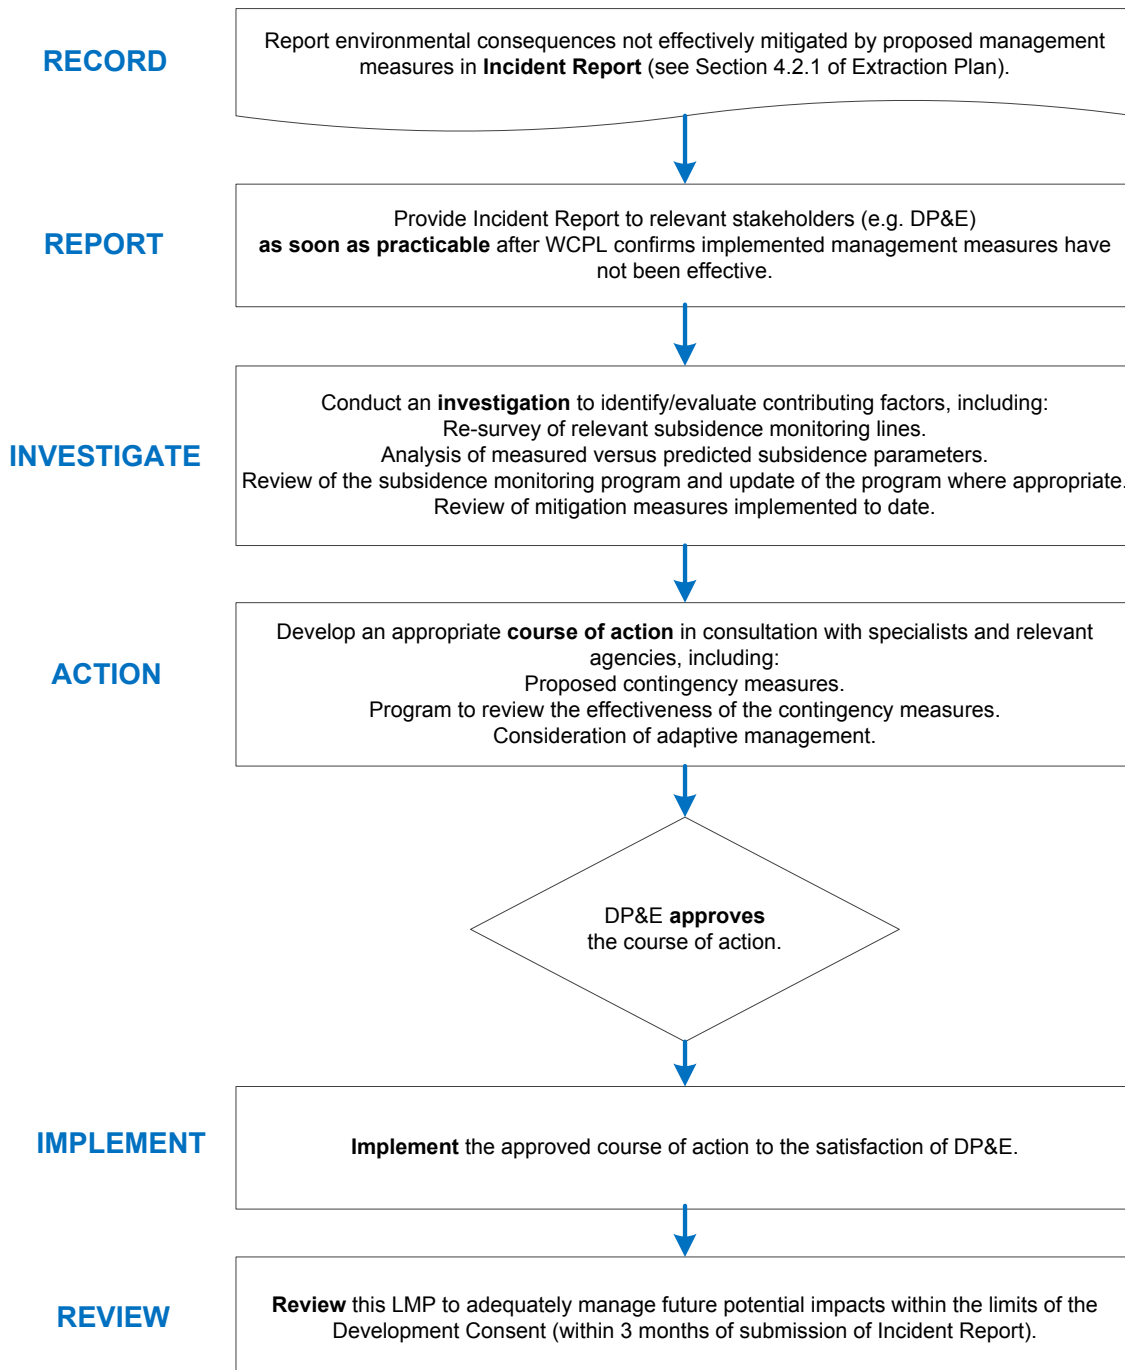 RECORD
Report environmental consequences not effectively mitigated by proposed management
measures in Incident Report (see Section 4.2.1 of Extraction Plan).
REPORT
Provide Incident Report to relevant stakeholders (e.g. DP&E)
as soon as practicable after WCPL confirms implemented management measures have
not been effective.
INVESTIGATE
Conduct an investigation to identify/evaluate contributing factors, including:
Re-survey of relevant subsidence monitoring lines.
Analysis of measured versus predicted subsidence parameters.
Review of the subsidence monitoring program and update of the program where appropriate.
Review of mitigation measures implemented to date.
ACTION
Develop an appropriate course of action in consultation with specialists and relevant
agencies, including:
Proposed contingency measures.
Program to review the effectiveness of the contingency measures.
Consideration of adaptive management.
DP&E approves
the course of action.
IMPLEMENT
Implement the approved course of action to the satisfaction of DP&E.
REVIEW
Review this LMP to adequately manage future potential impacts within the limits of the
Development Consent (within 3 months of submission of Incident Report).